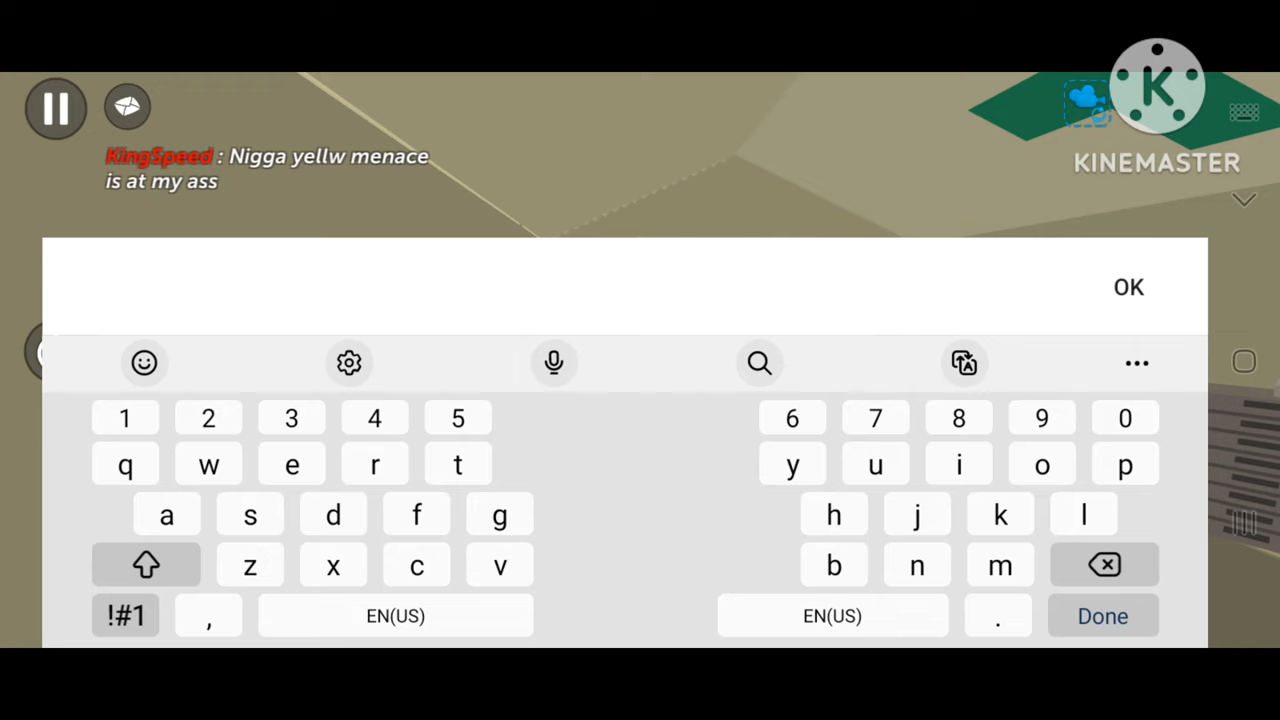 KINEMASTER
KingSpeed : Nigga yellw menace
is at my ass
OK
1 2 3 4 5 6 7 8 9 0
q w e r t y u i o p
a s d f g h j k l
z x c v b n m
!#1 , EN(US) EN(US) . Done